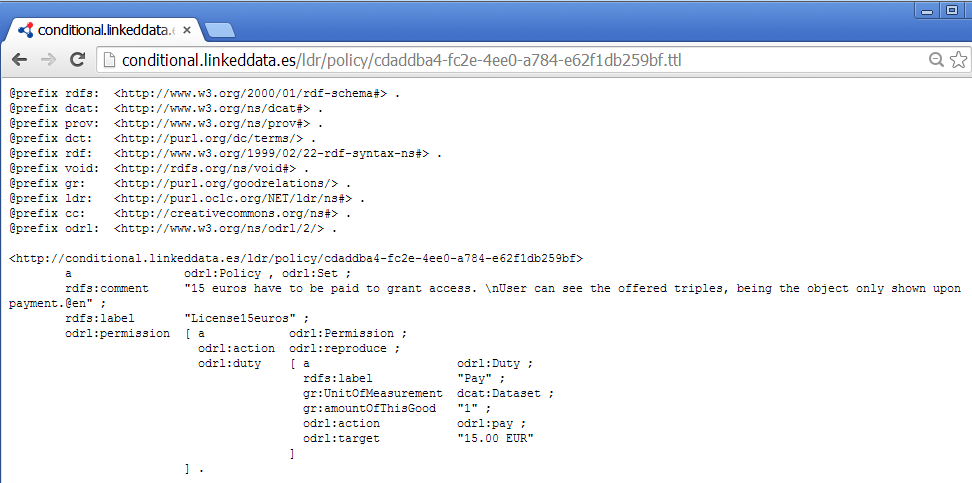 conditional.linkeddata.e
conditional.linkeddata.es/ldr/policy/cdaddba4-fc2e-4ee0-a784-e62f1db259bf.ttl
@prefix rdfs:  <http://www.w3.org/2000/01/rdf-schema#> .
@prefix dcat:  <http://www.w3.org/ns/dcat#> .
@prefix prov:  <http://www.w3.org/ns/prov#> .
@prefix dct:   <http://purl.org/dc/terms/> .
@prefix rdf:   <http://www.w3.org/1999/02/22-rdf-syntax-ns#> .
@prefix void:  <http://rdfs.org/ns/void#> .
@prefix gr:    <http://purl.org/goodrelations/> .
@prefix ldr:   <http://purl.oclc.org/NET/ldr/ns#> .
@prefix cc:    <http://creativecommons.org/ns#> .
@prefix odrl:  <http://www.w3.org/ns/odrl/2/> .
<http://conditional.linkeddata.es/ldr/policy/cdaddba4-fc2e-4ee0-a784-e62f1db259bf>
a odrl:Policy , odrl:Set ;
rdfs:comment "15 euros have to be paid to grant access. \nUser can see the offered triples, being the object only shown upon
payment.@en" ;
rdfs:label "License15euros" ;
odrl:permission [ a odrl:Permission ;
odrl:action odrl:reproduce ;
odrl:duty [ a odrl:Duty ;
rdfs:label "Pay" ;
gr:UnitOfMeasurement dcat:Dataset ;
gr:amountOfThisGood "1" ;
odrl:action odrl:pay ;
odrl:target "15.00 EUR"
]
] .